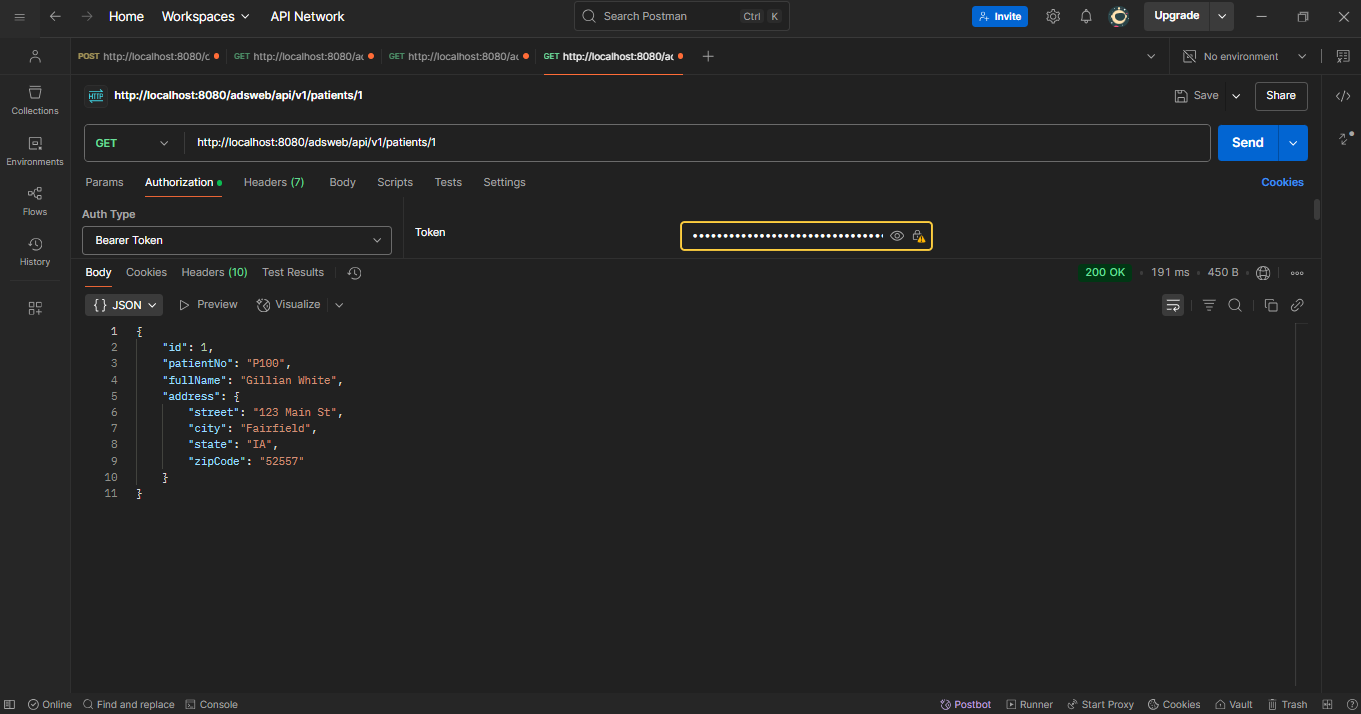 Home Workspaces API Network Search Postman Ctrl K Invite Upgrade
POST http://localhost:8080/c GET http://localhost:8080/ac GET http://localhost:8080/ac GET http://localhost:8080/ac No environment
HTTP http://localhost:8080/adsweb/api/v1/patients/1 Save Share
Collections
Environments
Flows
History
GET http://localhost:8080/adsweb/api/v1/patients/1 Send
Params Authorization Headers (7) Body Scripts Tests Settings Cookies
Auth Type
Bearer Token
Token
Body Cookies Headers (10) Test Results 200 OK • 191 ms • 450 B
{} JSON Preview Visualize
1 {
2 "id": 1,
3 "patientNo": "P100",
4 "fullName": "Gillian White",
5 "address": {
6 "street": "123 Main St",
7 "city": "Fairfield",
8 "state": "IA",
9 "zipCode": "52557"
10 }
11 }
Online Find and replace Console Postbot Runner Start Proxy Cookies Vault Trash